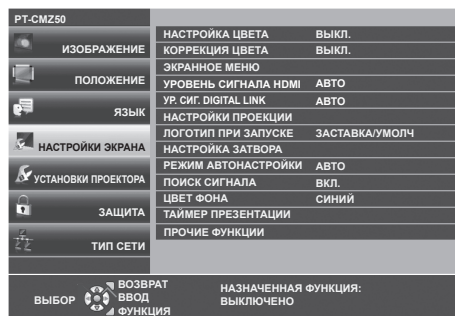 PT-CMZ50
ИЗОБРАЖЕНИЕ
ПОЛОЖЕНИЕ
ЯЗЫК
НАСТРОЙКИ ЭКРАНА
УСТАНОВКИ ПРОЕКТОРА
ЗАЩИТА
ТИП СЕТИ
НАСТРОЙКА ЦВЕТА ВЫКЛ.
КОРРЕКЦИЯ ЦВЕТА ВЫКЛ.
ЭКРАННОЕ МЕНЮ
УРОВЕНЬ СИГНАЛА HDMI АВТО
УР. СИГ. DIGITAL LINK АВТО
НАСТРОЙКИ ПРОЕКЦИИ
ЛОГОТИП ПРИ ЗАПУСКЕ ЗАСТАВКА/УМОЛЧ
НАСТРОЙКА ЗАТВОРА
РЕЖИМ АВТОНАСТРОЙКИ АВТО
ПОИСК СИГНАЛА ВКЛ.
ЦВЕТ ФОНА СИНИЙ
ТАЙМЕР ПРЕЗЕНТАЦИИ
ПРОЧИЕ ФУНКЦИИ
ВЫБОР
ВОЗВРАТ
ВВОД
ФУНКЦИЯ
НАЗНАЧЕННАЯ ФУНКЦИЯ:
ВЫКЛЮЧЕНО